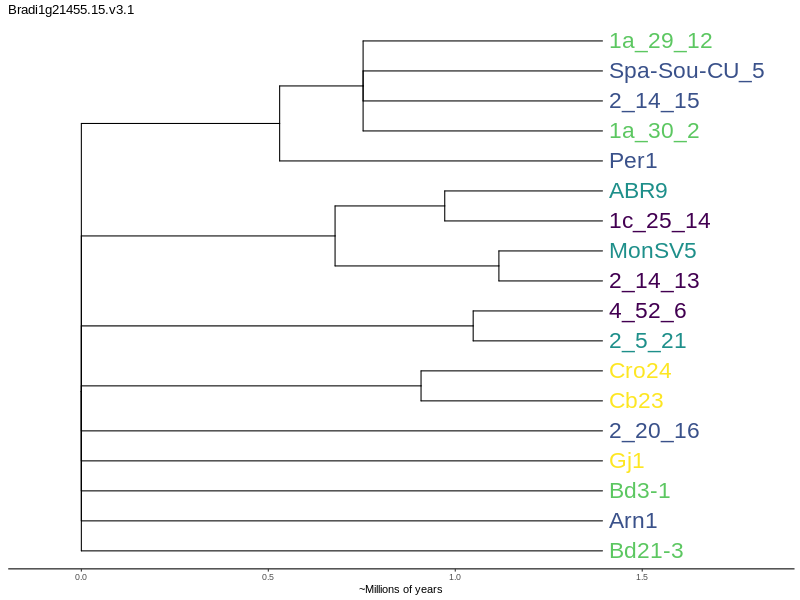 Bradi1g21455.15.v3.1
1a_29_12
Spa-Sou-CU_5
2_14_15
1a_30_2
Per1
ABR9
1c_25_14
MonSV5
2_14_13
4_52_6
2_5_21
Cro24
Cb23
2_20_16
Gj1
Bd3-1
Arn1
Bd21-3
0.0 0.5 1.0 1.5
~Millions of years